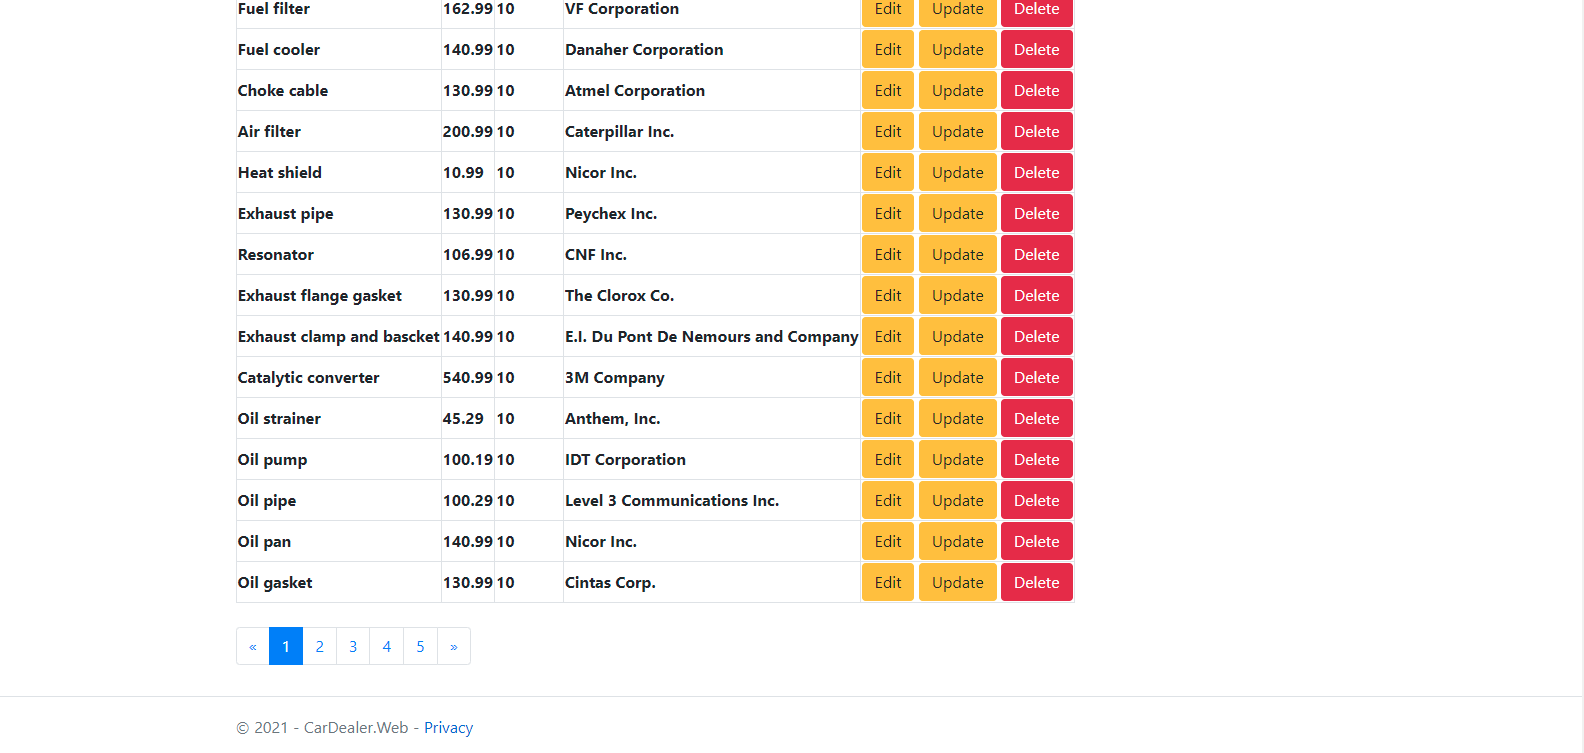 Fuel filter 162.99 10 VF Corporation Edit Update Delete
Fuel cooler 140.99 10 Danaher Corporation Edit Update Delete
Choke cable 130.99 10 Atmel Corporation Edit Update Delete
Air filter 200.99 10 Caterpillar Inc. Edit Update Delete
Heat shield 10.99 10 Nicor Inc. Edit Update Delete
Exhaust pipe 130.99 10 Peychex Inc. Edit Update Delete
Resonator 106.99 10 CNF Inc. Edit Update Delete
Exhaust flange gasket 130.99 10 The Clorox Co. Edit Update Delete
Exhaust clamp and bascket 140.99 10 E.I. Du Pont De Nemours and Company Edit Update Delete
Catalytic converter 540.99 10 3M Company Edit Update Delete
Oil strainer 45.29 10 Anthem, Inc. Edit Update Delete
Oil pump 100.19 10 IDT Corporation Edit Update Delete
Oil pipe 100.29 10 Level 3 Communications Inc. Edit Update Delete
Oil pan 140.99 10 Nicor Inc. Edit Update Delete
Oil gasket 130.99 10 Cintas Corp. Edit Update Delete
« 1 2 3 4 5 »
© 2021 - CarDealer.Web - Privacy